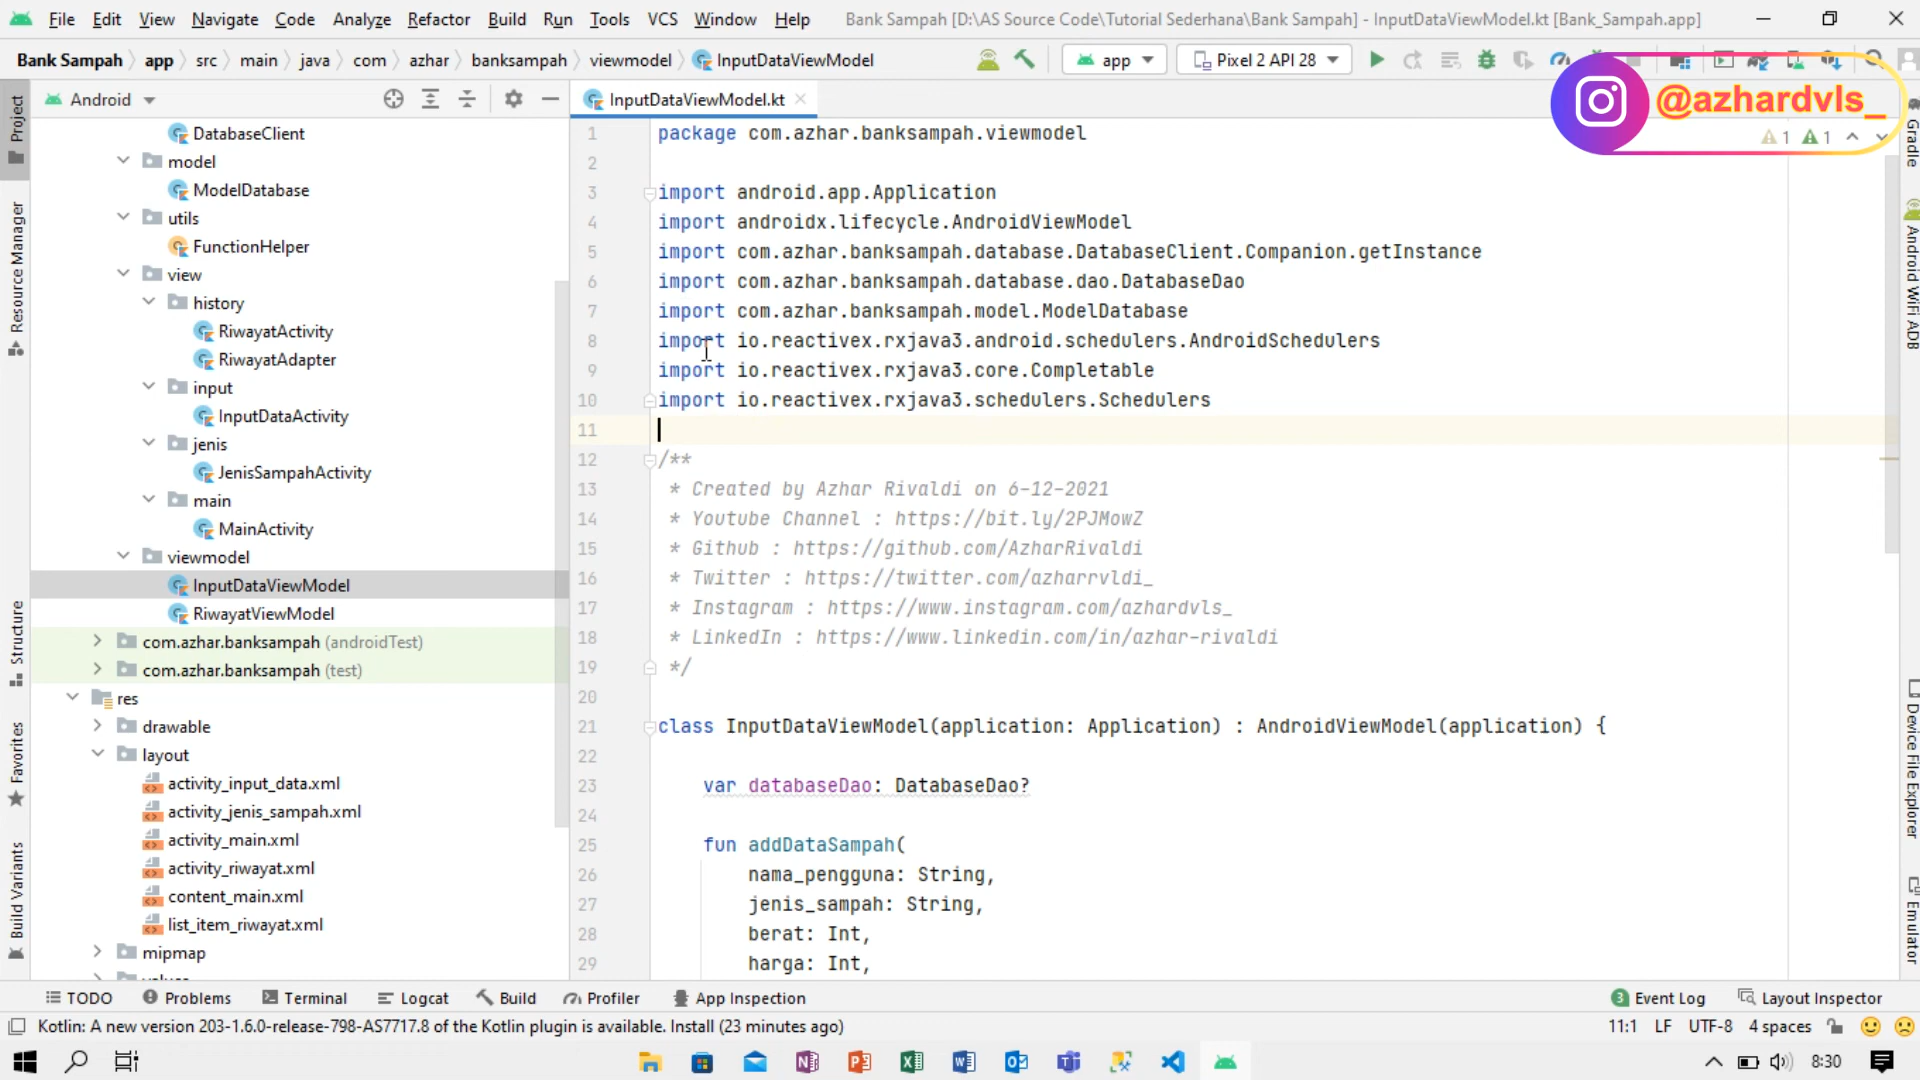 File Edit View Navigate Code Analyze Refactor Build Run Tools VCS Window Help Bank Sampah [D:\AS Source Code\Tutorial Sederhana\Bank Sampah] - InputDataViewModel.kt [Bank_Sampah.app]
Bank Sampah app src main java com azhar banksampah viewmodel InputDataViewModel app Pixel 2 API 28
@azhardvls_
Android InputDataViewModel.kt
1 1
Project
Resource Manager
Structure
Favorites
Build Variants
DatabaseClient
model
ModelDatabase
utils
FunctionHelper
view
history
RiwayatActivity
RiwayatAdapter
input
InputDataActivity
jenis
JenisSampahActivity
main
MainActivity
viewmodel
InputDataViewModel
RiwayatViewModel
com.azhar.banksampah (androidTest)
com.azhar.banksampah (test)
res
drawable
layout
activity_input_data.xml
activity_jenis_sampah.xml
activity_main.xml
activity_riwayat.xml
content_main.xml
list_item_riwayat.xml
mipmap
1 package com.azhar.banksampah.viewmodel
2
3 import android.app.Application
4 import androidx.lifecycle.AndroidViewModel
5 import com.azhar.banksampah.database.DatabaseClient.Companion.getInstance
6 import com.azhar.banksampah.database.dao.DatabaseDao
7 import com.azhar.banksampah.model.ModelDatabase
8 import io.reactivex.rxjava3.android.schedulers.AndroidSchedulers
9 import io.reactivex.rxjava3.core.Completable
10 import io.reactivex.rxjava3.schedulers.Schedulers
11
12 /**
13 * Created by Azhar Rivaldi on 6-12-2021
14 * Youtube Channel : https://bit.ly/2PJMowZ
15 * Github : https://github.com/AzharRivaldi
16 * Twitter : https://twitter.com/azharrvldi_
17 * Instagram : https://www.instagram.com/azhardvls_
18 * LinkedIn : https://www.linkedin.com/in/azhar-rivaldi
19 */
20
21 class InputDataViewModel(application: Application) : AndroidViewModel(application) {
22
23 var databaseDao: DatabaseDao?
24
25 fun addDataSampah(
26 nama_pengguna: String,
27 jenis_sampah: String,
28 berat: Int,
29 harga: Int,
Gradle
Android WiFi ADB
Device File Explorer
Emulator
TODO Problems Terminal Logcat Build Profiler App Inspection 3 Event Log Layout Inspector
Kotlin: A new version 203-1.6.0-release-798-AS7717.8 of the Kotlin plugin is available. Install (23 minutes ago) 11:1 LF UTF-8 4 spaces
8:30